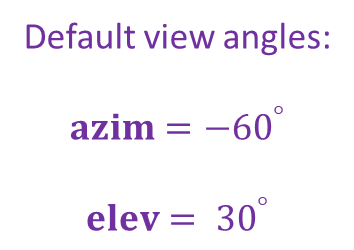 Default view angles:
azim = −60°
elev = 30°